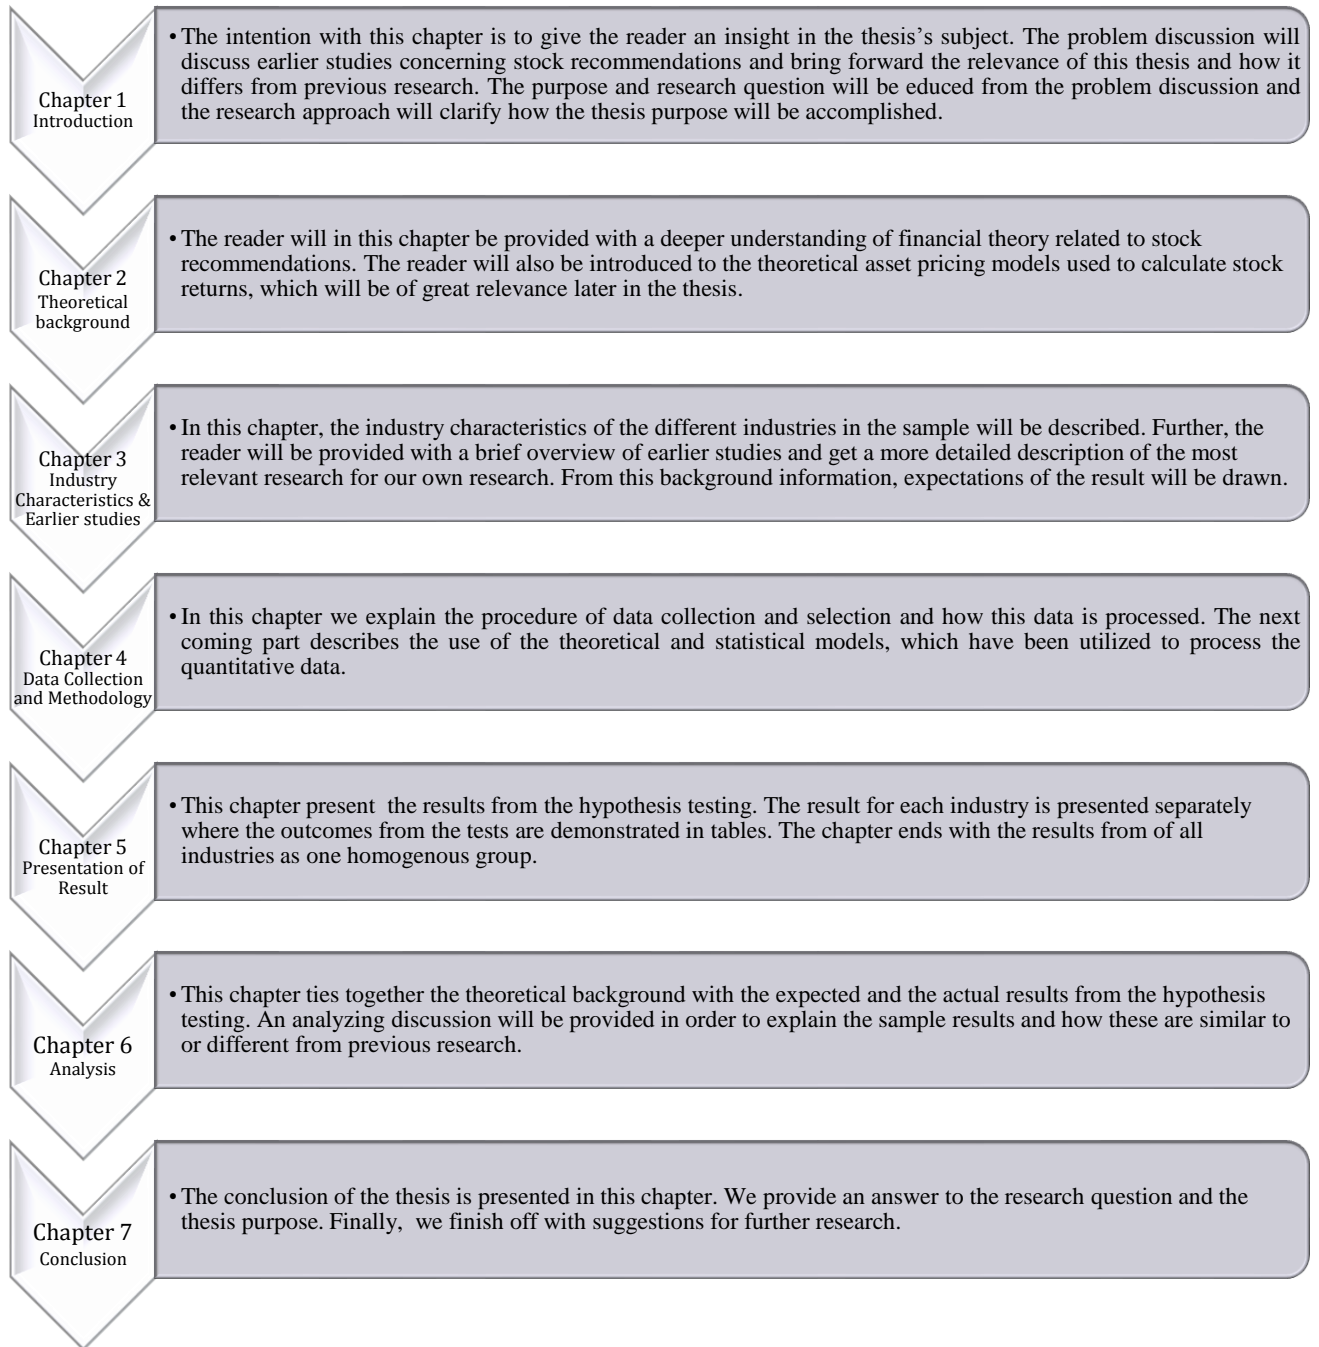 Chapter 1
Introduction
• The intention with this chapter is to give the reader an insight in the thesis’s subject. The problem discussion will
discuss earlier studies concerning stock recommendations and bring forward the relevance of this thesis and how it
differs from previous research. The purpose and research question will be educed from the problem discussion and
the research approach will clarify how the thesis purpose will be accomplished.
Chapter 2
Theoretical
background
• The reader will in this chapter be provided with a deeper understanding of financial theory related to stock
recommendations. The reader will also be introduced to the theoretical asset pricing models used to calculate stock
returns, which will be of great relevance later in the thesis.
Chapter 3
Industry
Characteristics &
Earlier studies
• In this chapter, the industry characteristics of the different industries in the sample will be described. Further, the
reader will be provided with a brief overview of earlier studies and get a more detailed description of the most
relevant research for our own research. From this background information, expectations of the result will be drawn.
Chapter 4
Data Collection
and Methodology
• In this chapter we explain the procedure of data collection and selection and how this data is processed. The next
coming part describes the use of the theoretical and statistical models, which have been utilized to process the
quantitative data.
Chapter 5
Presentation of
Result
• This chapter present  the results from the hypothesis testing. The result for each industry is presented separately
where the outcomes from the tests are demonstrated in tables. The chapter ends with the results from of all
industries as one homogenous group.
Chapter 6
Analysis
• This chapter ties together the theoretical background with the expected and the actual results from the hypothesis
testing. An analyzing discussion will be provided in order to explain the sample results and how these are similar to
or different from previous research.
Chapter 7
Conclusion
• The conclusion of the thesis is presented in this chapter. We provide an answer to the research question and the
thesis purpose. Finally,  we finish off with suggestions for further research.